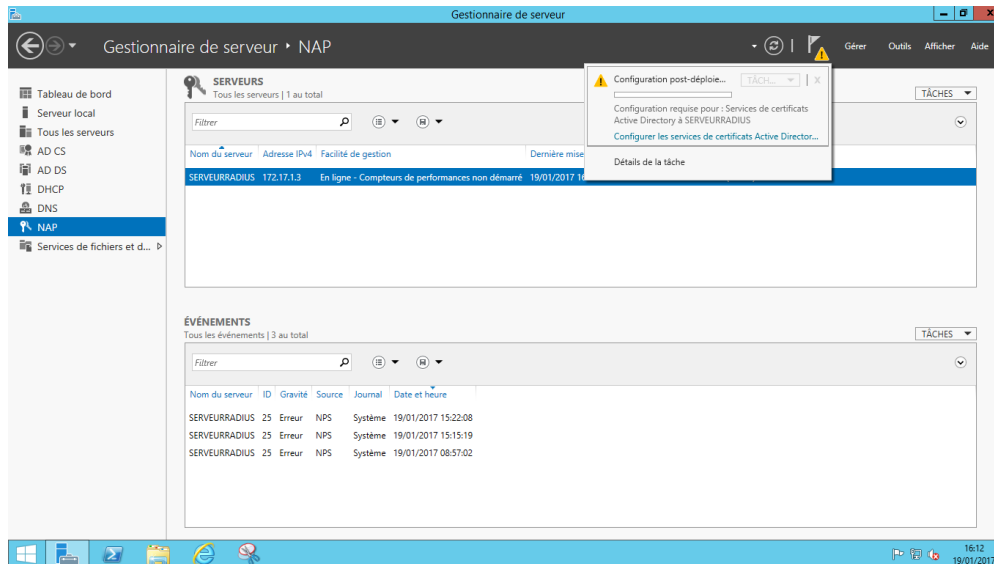 Gestionnaire de serveur
Gestionnaire de serveur NAP
Gérer Outils Afficher Aide
Tableau de bord
Serveur local
Tous les serveurs
AD CS
AD DS
DHCP
DNS
NAP
Services de fichiers et d...
SERVEURS
Tous les serveurs | 1 au total
TÂCHES
Filtrer
Nom du serveur Adresse IPv4 Facilité de gestion Dernière mise
SERVEURRADIUS 172.17.1.3 En ligne - Compteurs de performances non démarré 19/01/2017 16
Configuration post-déploie... TÂCH... X
Configuration requise pour : Services de certificats
Active Directory à SERVEURRADIUS
Configurer les services de certificats Active Director...
Détails de la tâche
ÉVÉNEMENTS
Tous les événements | 3 au total
TÂCHES
Filtrer
Nom du serveur ID Gravité Source Journal Date et heure
SERVEURRADIUS 25 Erreur NPS Système 19/01/2017 15:22:08
SERVEURRADIUS 25 Erreur NPS Système 19/01/2017 15:15:19
SERVEURRADIUS 25 Erreur NPS Système 19/01/2017 08:57:02
16:12
19/01/2017